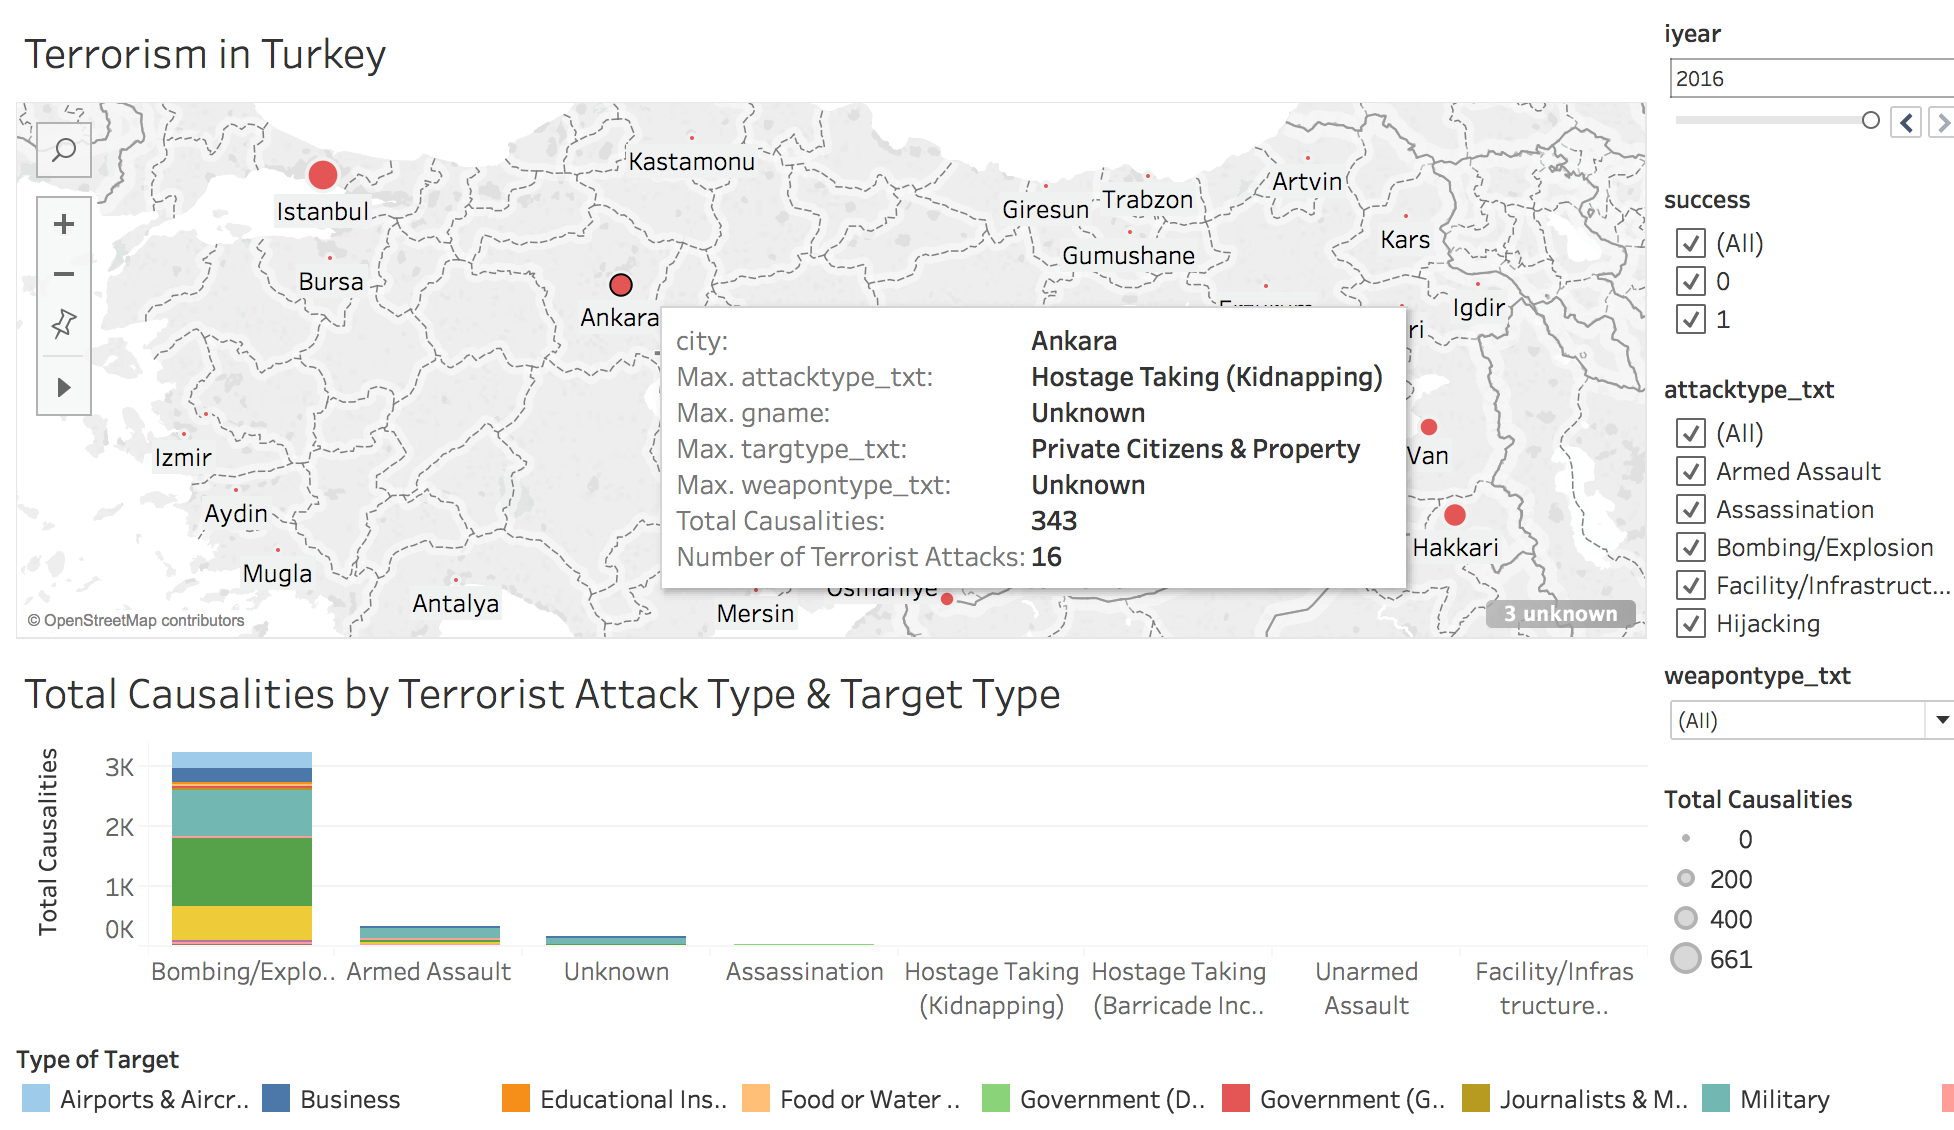 Terrorism in Turkey
Kastamonu
Istanbul
Bursa
Ankara
Giresun
Trabzon
Artvin
Gumushane
Kars
Igdir
ri
Izmir
Aydin
Mugla
Antalya
Mersin
Osmaniye
Van
Hakkari
city: Ankara
Max. attacktype_txt: Hostage Taking (Kidnapping)
Max. gname: Unknown
Max. targtype_txt: Private Citizens & Property
Max. weapontype_txt: Unknown
Total Causalities: 343
Number of Terrorist Attacks: 16
© OpenStreetMap contributors
3 unknown
iyear
2016
success
(All)
0
1
attacktype_txt
(All)
Armed Assault
Assassination
Bombing/Explosion
Facility/Infrastruct...
Hijacking
weapontype_txt
(All)
Total Causalities
0
200
400
661
Total Causalities by Terrorist Attack Type & Target Type
Total Causalities
3K
2K
1K
0K
Bombing/Explo..
Armed Assault
Unknown
Assassination
Hostage Taking
(Kidnapping)
Hostage Taking
(Barricade Inc..
Unarmed
Assault
Facility/Infras
tructure..
Type of Target
Airports & Aircr..
Business
Educational Ins..
Food or Water ..
Government (D..
Government (G..
Journalists & M..
Military